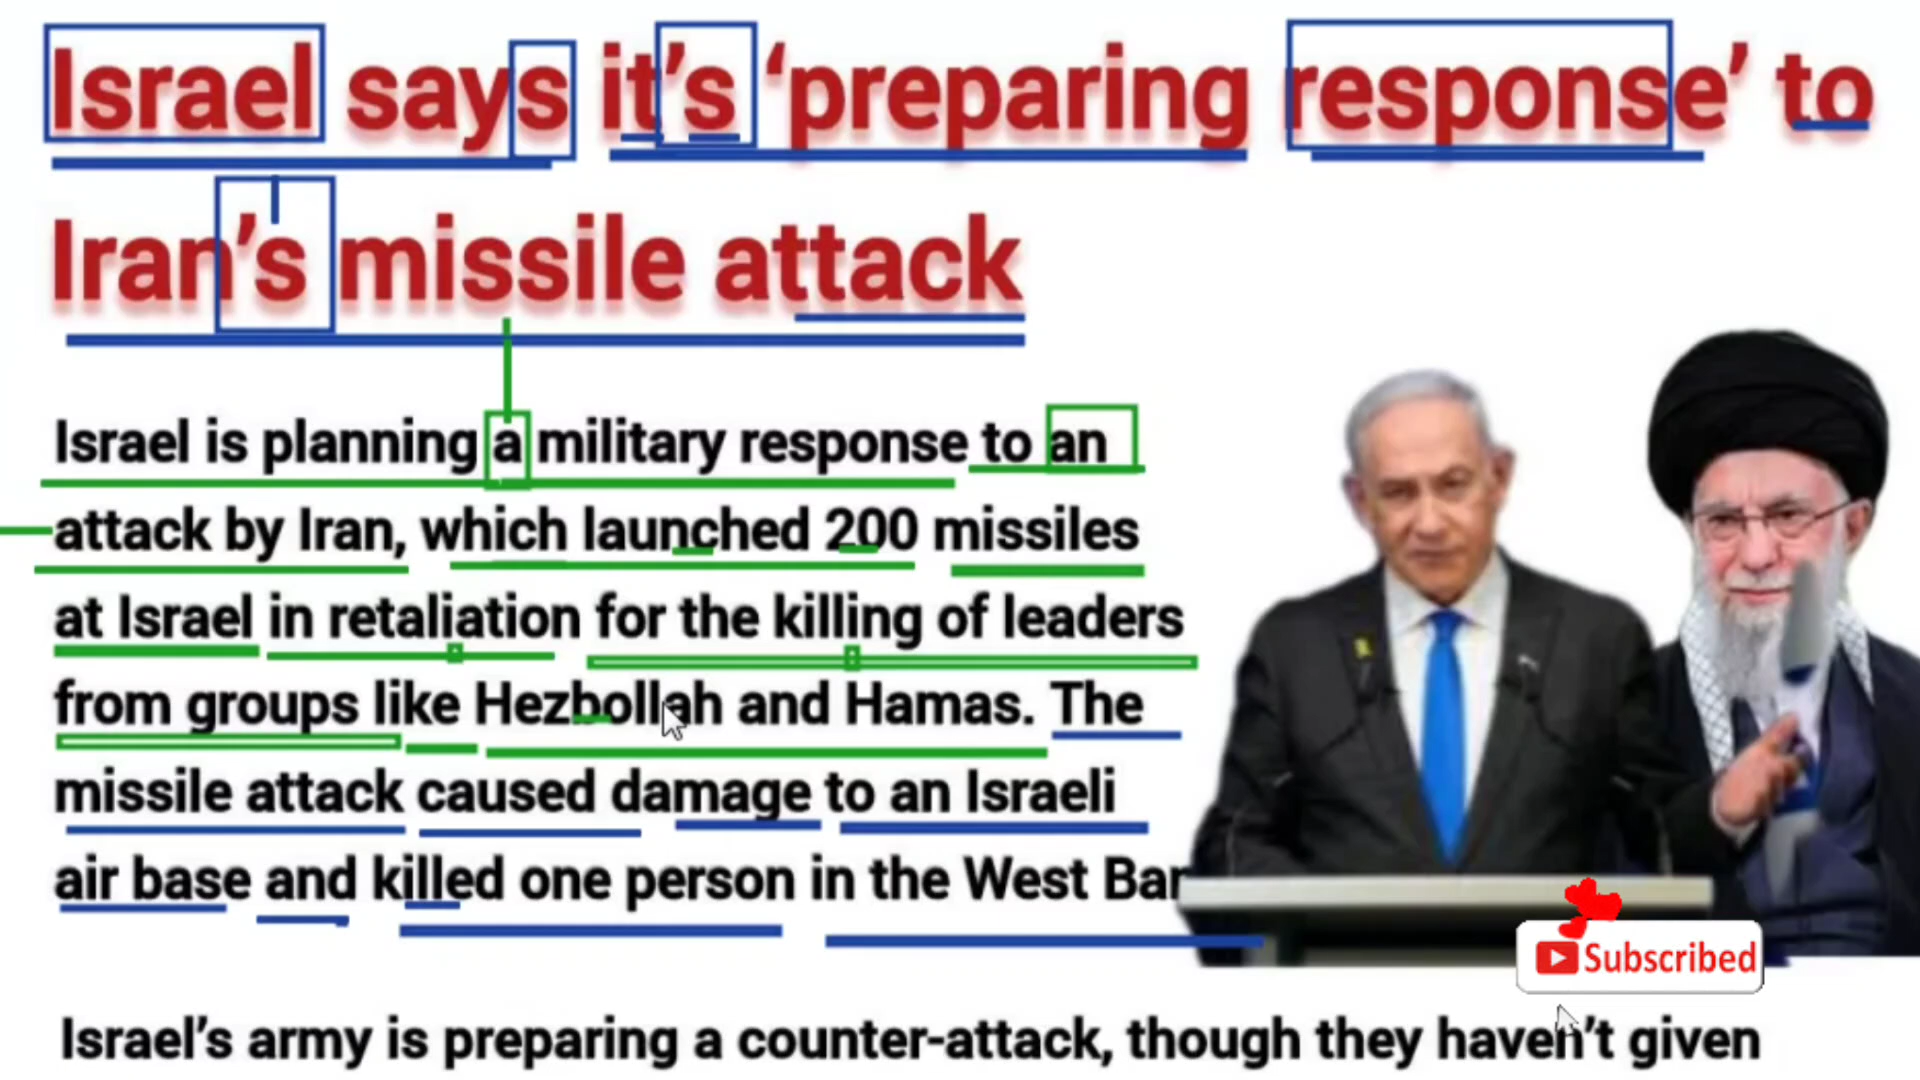 Israel says it's ‘preparing response’ to
Iran's missile attack
Israel is planning a military response to an
attack by Iran, which launched 200 missiles
at Israel in retaliation for the killing of leaders
from groups like Hezbollah and Hamas. The
missile attack caused damage to an Israeli
air base and killed one person in the West
Subscribed
Israel’s army is preparing a counter-attack, though they haven’t given